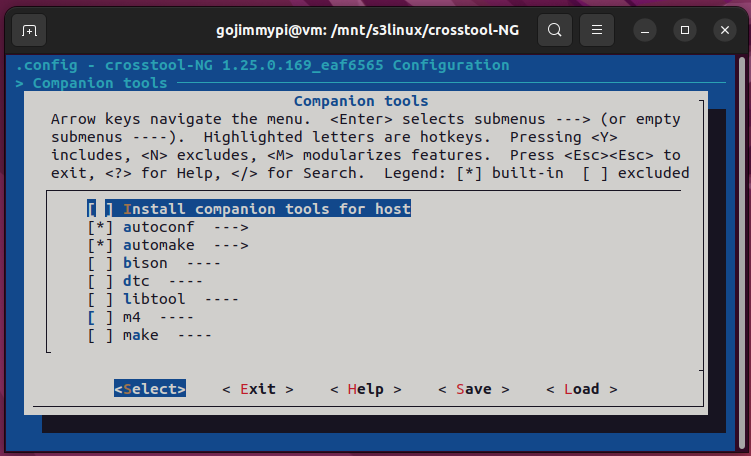 gojimmypi@vm: /mnt/s3linux/crosstool-NG
.config - crosstool-NG 1.25.0.169_eaf6565 Configuration
> Companion tools
Companion tools
Arrow keys navigate the menu.  <Enter> selects submenus ---> (or empty
submenus ----).  Highlighted letters are hotkeys.  Pressing <Y>
includes, <N> excludes, <M> modularizes features.  Press <Esc><Esc> to
exit, <?> for Help, </> for Search.  Legend: [*] built-in  [ ] excluded
[ ] Install companion tools for host
[*] autoconf  --->
[*] automake  --->
[ ] bison  ----
[ ] dtc  ----
[ ] libtool  ----
[ ] m4  ----
[ ] make  ----
<Select>    < Exit >    < Help >    < Save >    < Load >